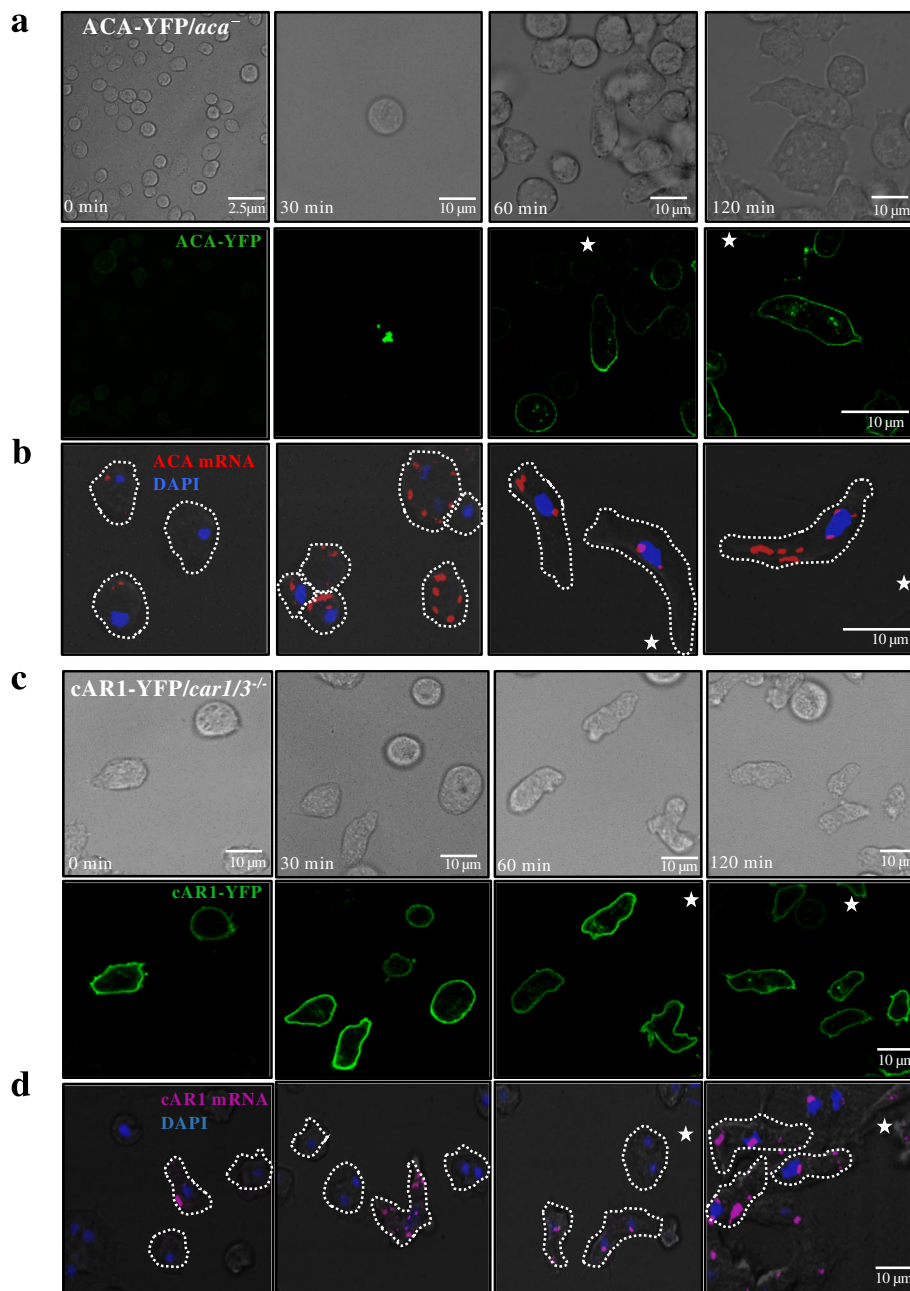 a
ACA-YFP/aca⁻
0 min
2.5µm
30 min
10 µm
60 min
10 µm
120 min
10 µm
ACA-YFP
10 µm
b
ACA mRNA
DAPI
10 µm
c
cAR1-YFP/car1/3⁻/⁻
0 min
10 µm
30 min
10 µm
60 min
10 µm
120 min
10 µm
cAR1-YFP
10 µm
d
cAR1 mRNA
DAPI
10 µm